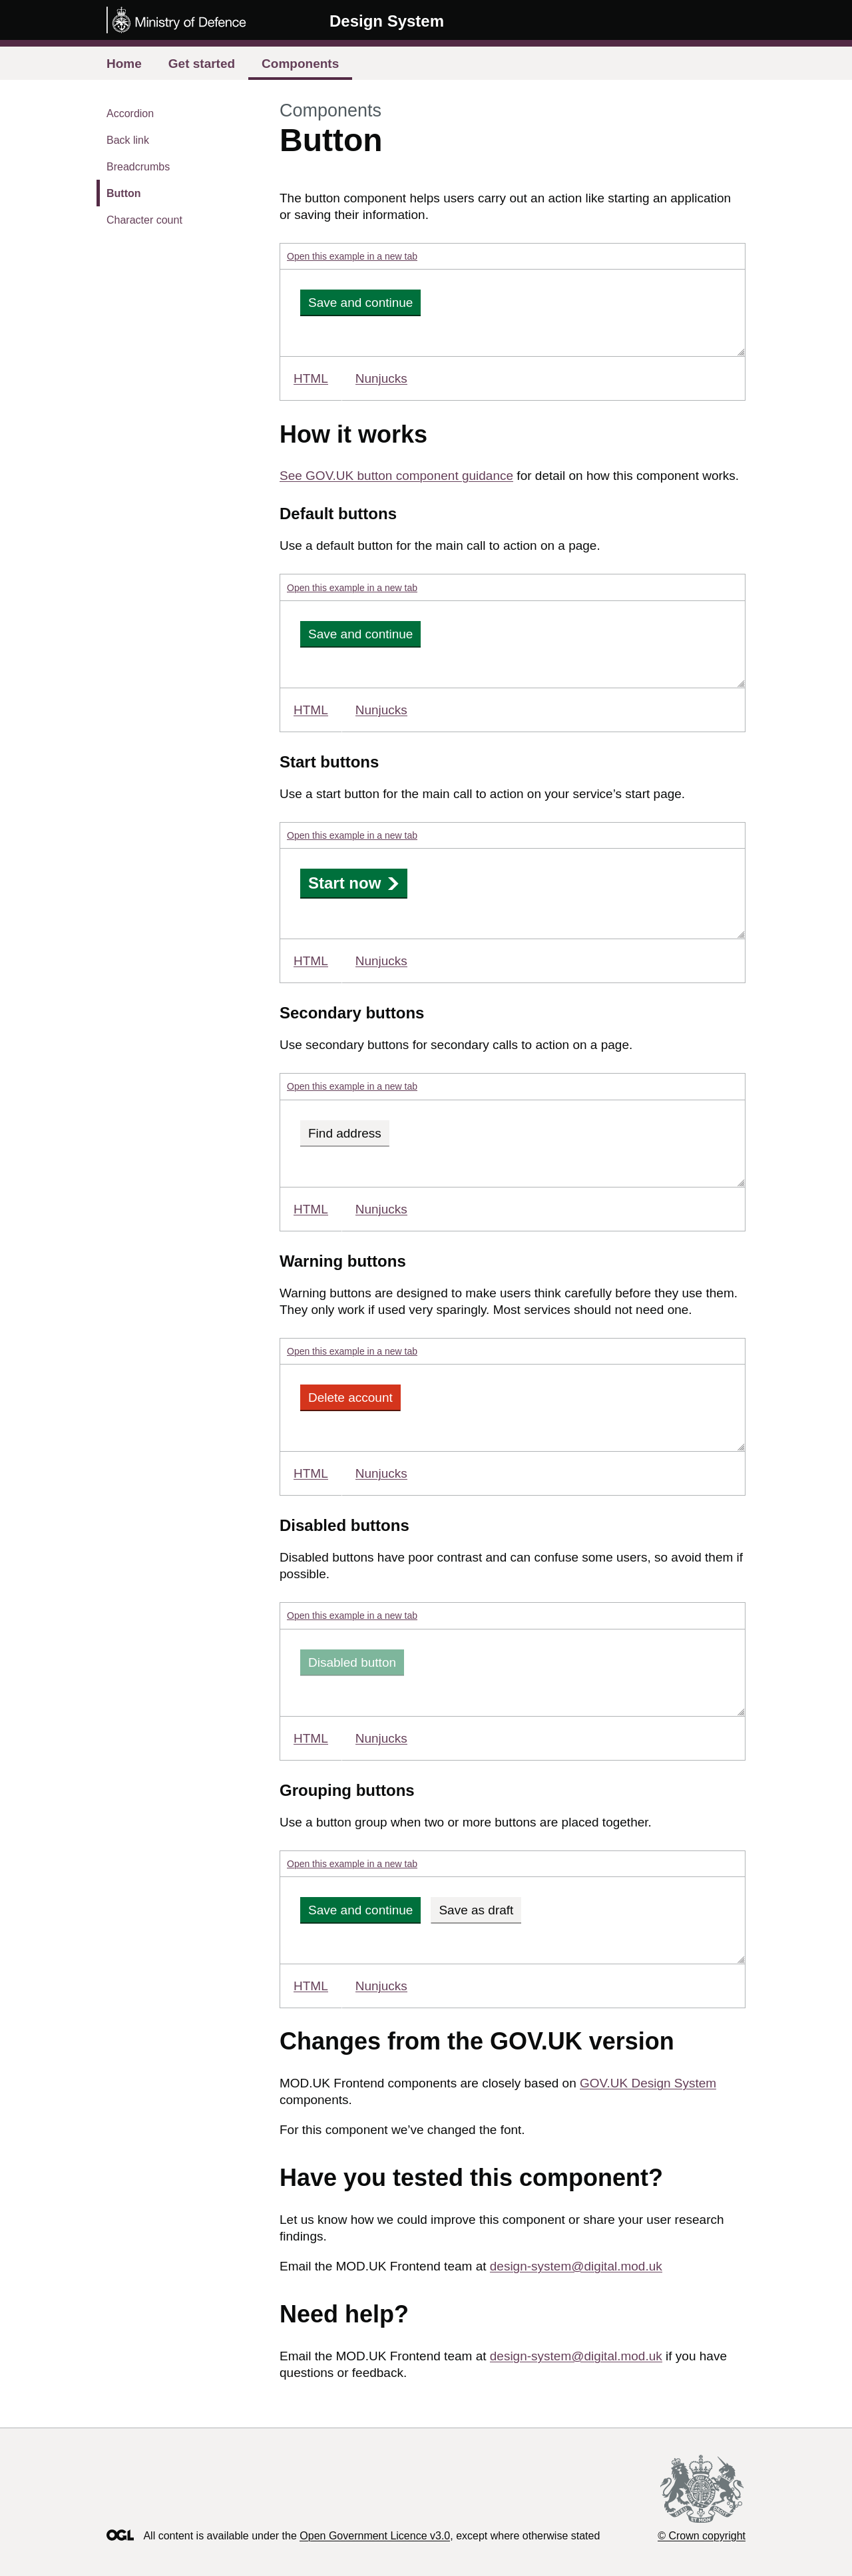 Ministry of Defence
Design System
Home
Get started
Components
Accordion
Back link
Breadcrumbs
Button
Character count
Components
Button
The button component helps users carry out an action like starting an application
or saving their information.
Open this example in a new tab
Save and continue
HTML
Nunjucks
How it works
See GOV.UK button component guidance for detail on how this component works.
Default buttons
Use a default button for the main call to action on a page.
Open this example in a new tab
Save and continue
HTML
Nunjucks
Start buttons
Use a start button for the main call to action on your service’s start page.
Open this example in a new tab
Start now
HTML
Nunjucks
Secondary buttons
Use secondary buttons for secondary calls to action on a page.
Open this example in a new tab
Find address
HTML
Nunjucks
Warning buttons
Warning buttons are designed to make users think carefully before they use them.
They only work if used very sparingly. Most services should not need one.
Open this example in a new tab
Delete account
HTML
Nunjucks
Disabled buttons
Disabled buttons have poor contrast and can confuse some users, so avoid them if
possible.
Open this example in a new tab
Disabled button
HTML
Nunjucks
Grouping buttons
Use a button group when two or more buttons are placed together.
Open this example in a new tab
Save and continue
Save as draft
HTML
Nunjucks
Changes from the GOV.UK version
MOD.UK Frontend components are closely based on GOV.UK Design System
components.
For this component we’ve changed the font.
Have you tested this component?
Let us know how we could improve this component or share your user research
findings.
Email the MOD.UK Frontend team at design-system@digital.mod.uk
Need help?
Email the MOD.UK Frontend team at design-system@digital.mod.uk if you have
questions or feedback.
OGL
All content is available under the Open Government Licence v3.0, except where otherwise stated
© Crown copyright